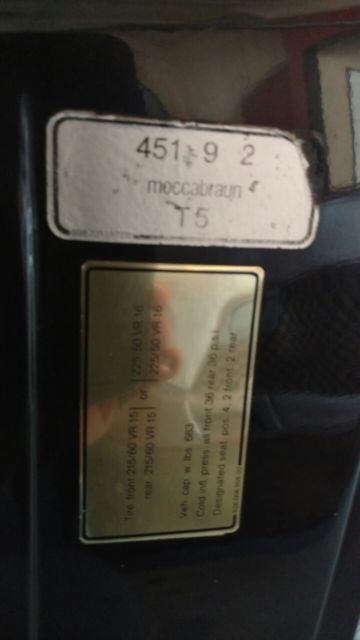 451 9 2
moccabraun
T5
Tire front 215/60 VR 15 or 225/50 VR 16
rear 215/60 VR 15 225/50 VR 16
Veh cap w lbs 683
Cold infl. press. all front 36 rear 36 p.s.i
Designated seat pos 4, 2 front 2 rear